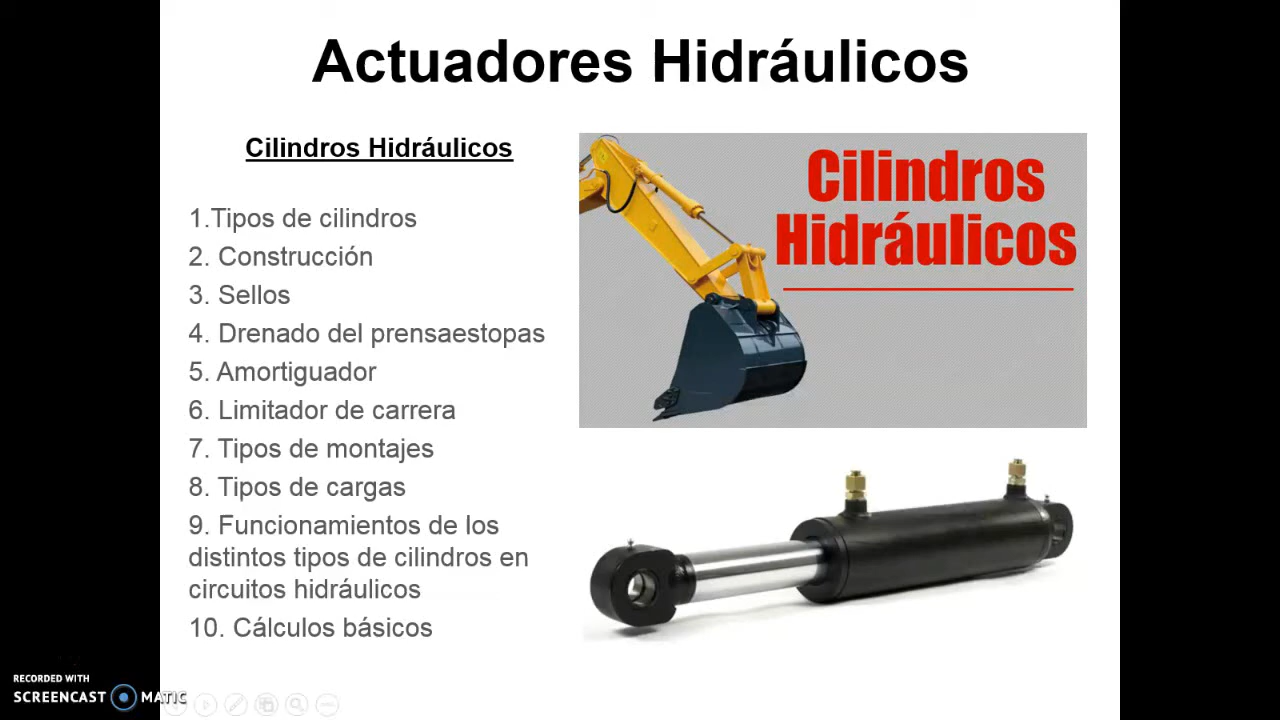 Actuadores Hidráulicos
Cilindros Hidráulicos
1.Tipos de cilindros
2. Construcción
3. Sellos
4. Drenado del prensaestopas
5. Amortiguador
6. Limitador de carrera
7. Tipos de montajes
8. Tipos de cargas
9. Funcionamientos de los
distintos tipos de cilindros en
circuitos hidráulicos
10. Cálculos básicos
Cilindros
Hidráulicos
RECORDED WITH
SCREENCAST MATIC